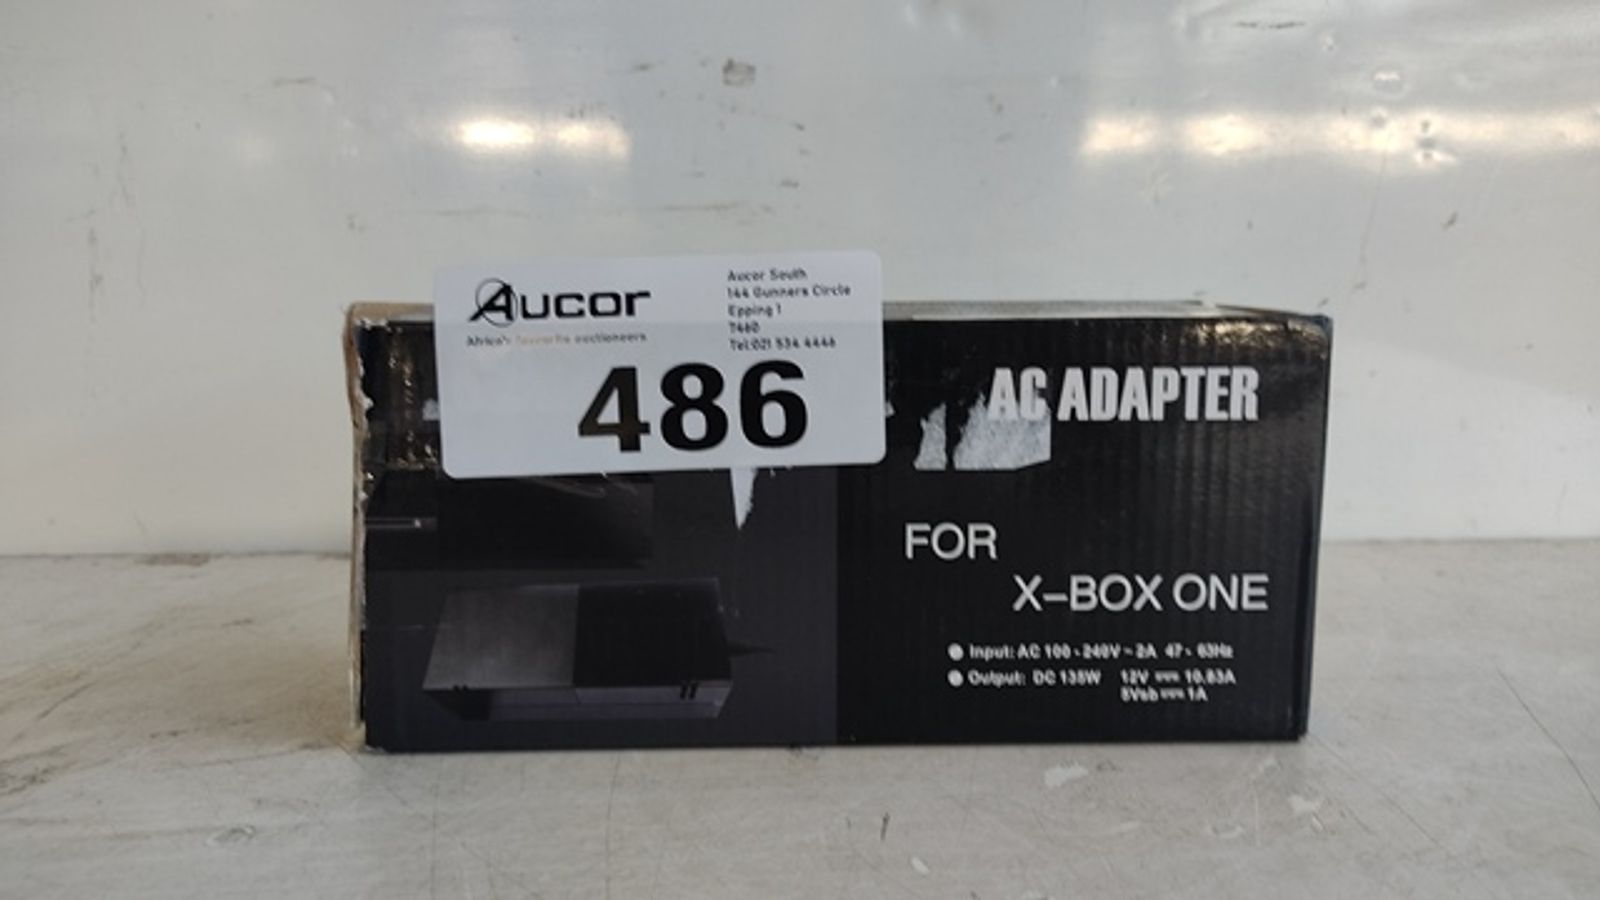 Aucor
Africa's favorite auctioneers
Aucor South
144 Gunners Circle
Epping 1
7460
Tel:021 534 4446
486
AC ADAPTER
FOR
X-BOX ONE
Input: AC 100 - 240V ~ 2A 47 - 63Hz
Output: DC 135W 12V 10.83A
5Vsb 1A